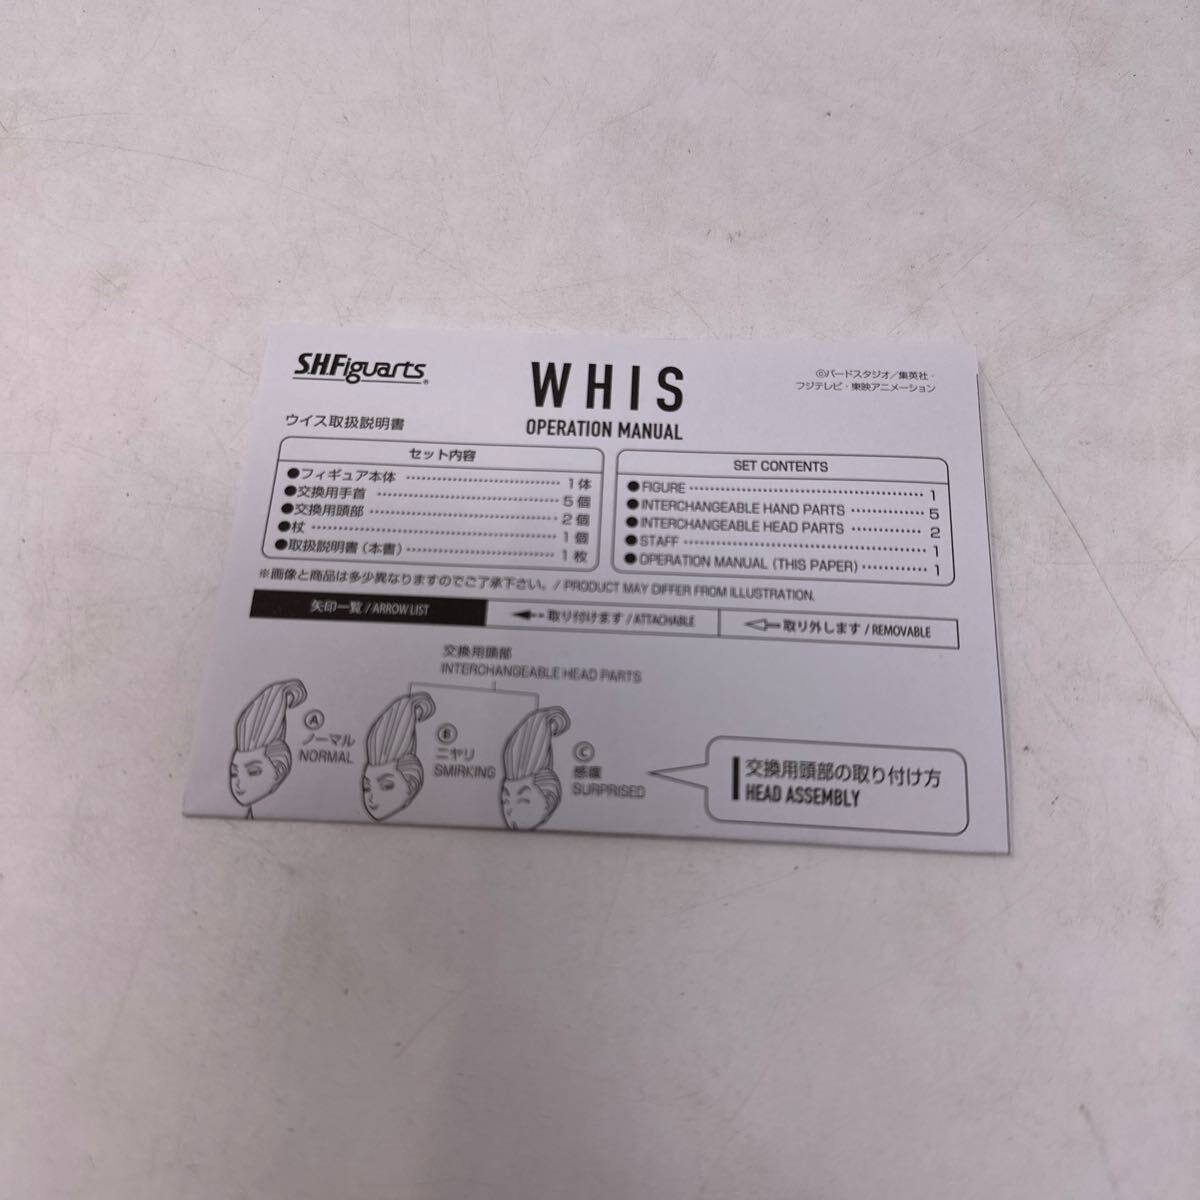 S.H.Figuarts®
WHIS
OPERATION MANUAL
©バードスタジオ／集英社・
フジテレビ・東映アニメーション
ウイス取扱説明書
セット内容
●フィギュア本体 1体
●交換用手首 5個
●交換用頭部 2個
●杖 1個
●取扱説明書（本書） 1枚
SET CONTENTS
●FIGURE 1
●INTERCHANGEABLE HAND PARTS 5
●INTERCHANGEABLE HEAD PARTS 2
●STAFF 1
●OPERATION MANUAL (THIS PAPER) 1
※画像と商品は多少異なりますのでご了承下さい。/ PRODUCT MAY DIFFER FROM ILLUSTRATION.
矢印一覧 / ARROW LIST
取り付けます / ATTACHABLE
取り外します / REMOVABLE
交換用頭部
INTERCHANGEABLE HEAD PARTS
A
ノーマル
NORMAL
B
ニヤリ
SMIRKING
C
SURPRISED
交換用頭部の取り付け方
HEAD ASSEMBLY